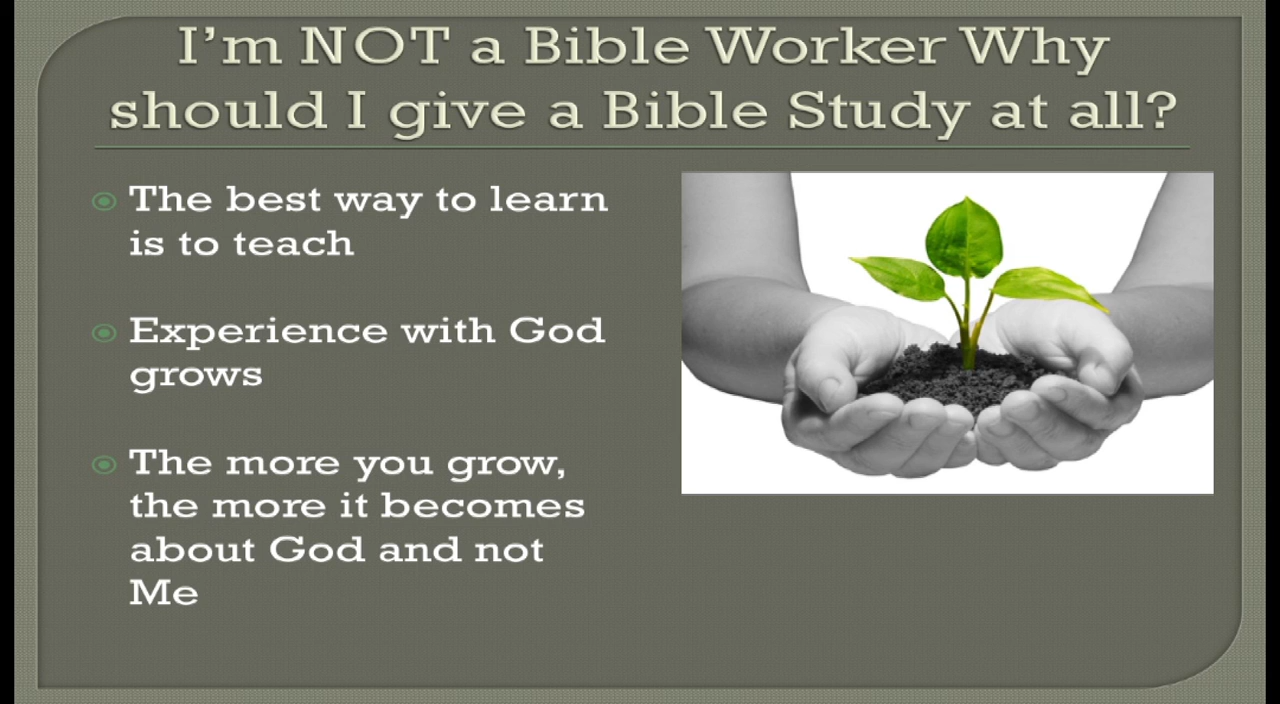 I'm NOT a Bible Worker Why
should I give a Bible Study at all?
The best way to learn
is to teach
Experience with God
grows
The more you grow,
the more it becomes
about God and not
Me